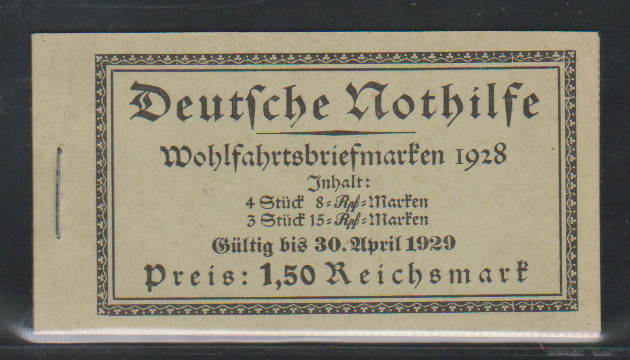 Deutſche Nothilfe
Wohlfahrtsbriefmarken 1928
Inhalt:
4 Stück 8=Rpf=Marken
3 Stück 15=Rpf=Marken
Gültig bis 30. April 1929
Preis: 1,50 Reichsmark